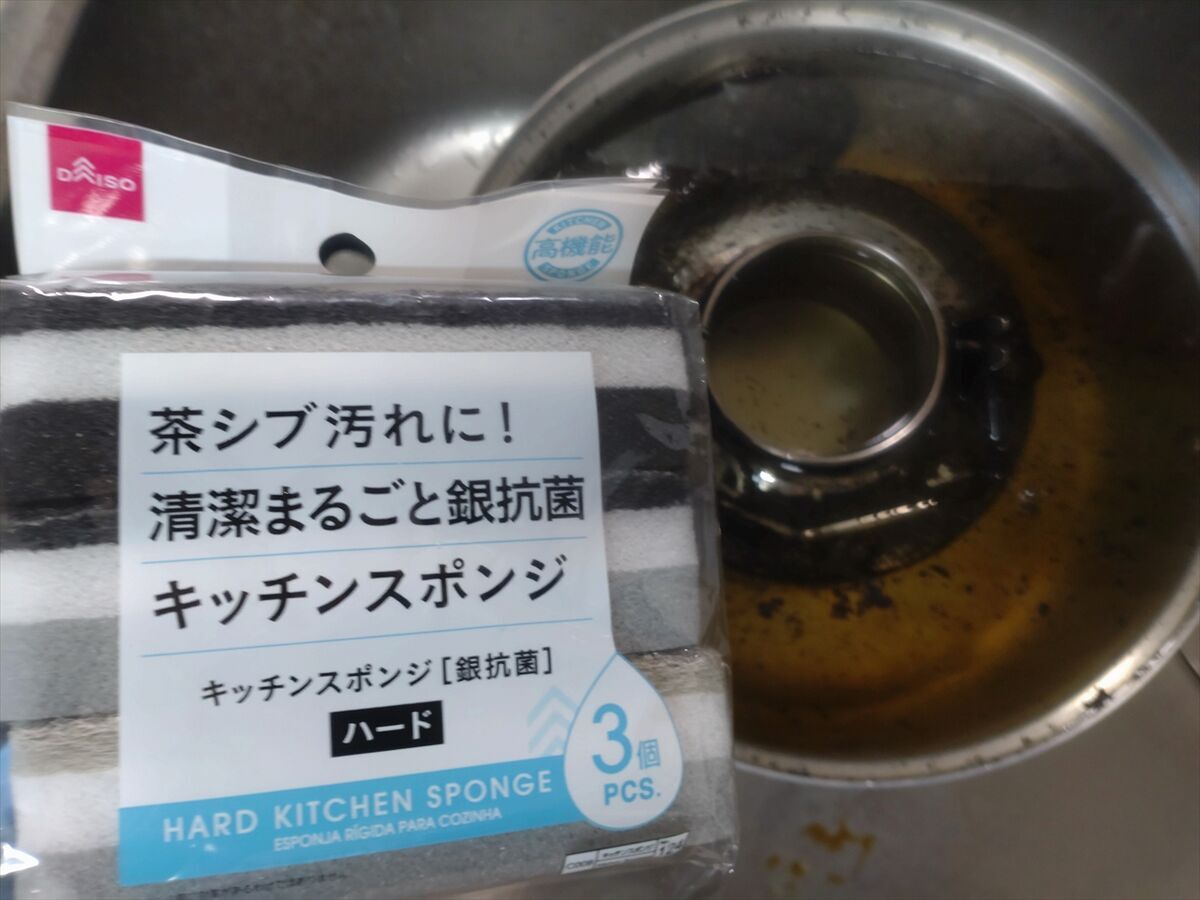 DAISO
KITCHEN
高機能
SPONGE
茶シブ汚れに!
清潔まるごと銀抗菌
キッチンスポンジ
キッチンスポンジ[銀抗菌]
ハード
3個
PCS.
HARD KITCHEN SPONGE
ESPONJA RÍGIDA PARA COZINHA